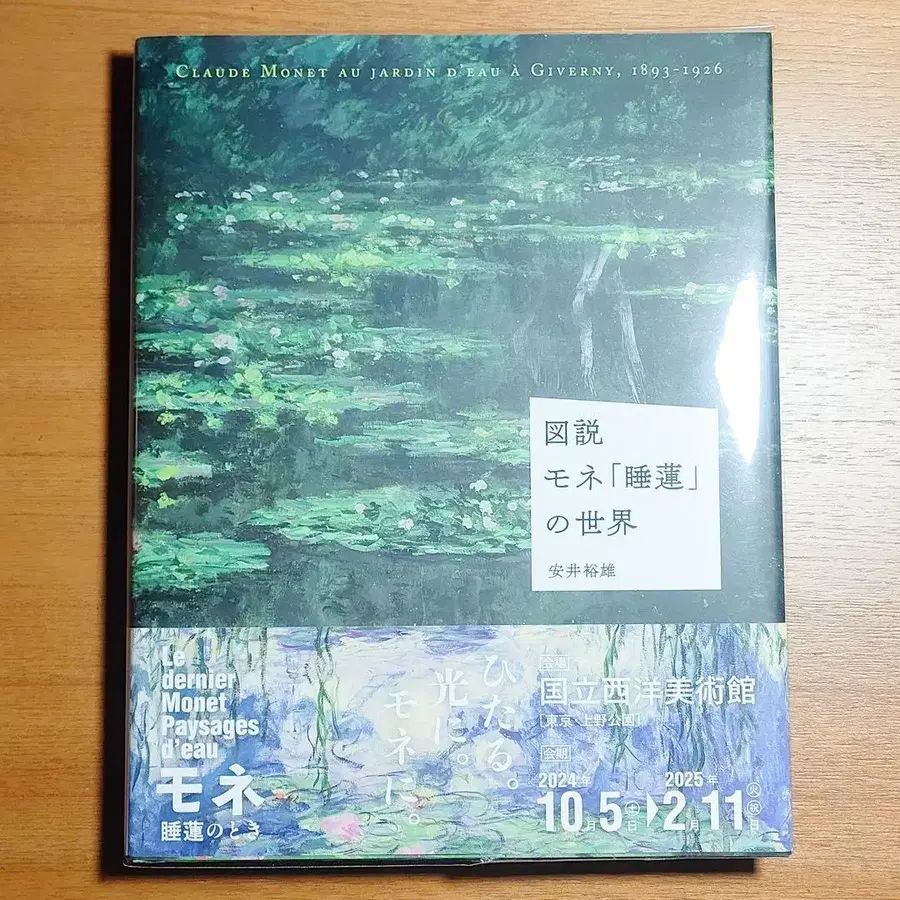 CLAUDE MONET AU JARDIN D'EAU À GIVERNY, 1893-1926
図説
モネ「睡蓮」
の世界
安井裕雄
Le
dernier
Monet
Paysages
d'eau
モネ
睡蓮のとき
ひたる。
光に。
モネに。
会場
国立西洋美術館
[東京・上野公園]
会期
2024年 2025年
10月5日土▶2月11日火・祝